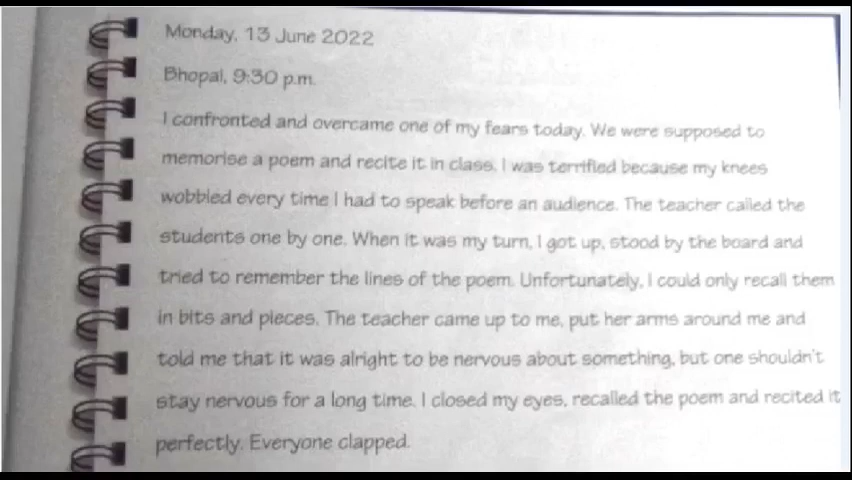 Monday, 13 June 2022
Bhopal, 9:30 p.m.
I confronted and overcame one of my fears today. We were supposed to
memorise a poem and recite it in class. I was terrified because my knees
wobbled every time I had to speak before an audience. The teacher called the
students one by one. When it was my turn, I got up, stood by the board and
tried to remember the lines of the poem. Unfortunately, I could only recall them
in bits and pieces. The teacher came up to me, put her arms around me and
told me that it was alright to be nervous about something, but one shouldn't
stay nervous for a long time. I closed my eyes, recalled the poem and recited it
perfectly. Everyone clapped.